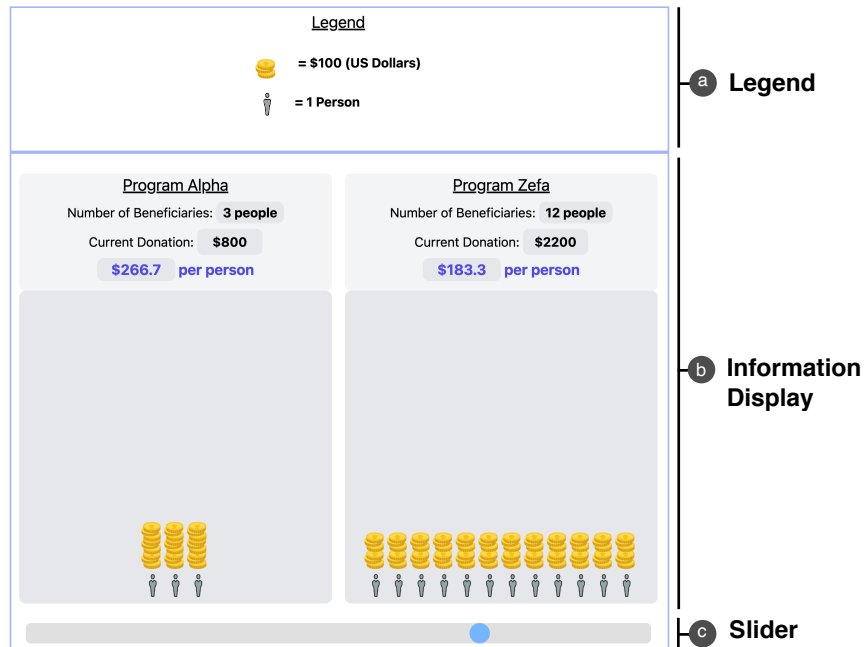 Legend
= $100 (US Dollars)
= 1 Person
a Legend
Program Alpha
Number of Beneficiaries: 3 people
Current Donation: $800
$266.7 per person
Program Zefa
Number of Beneficiaries: 12 people
Current Donation: $2200
$183.3 per person
b Information
Display
c Slider